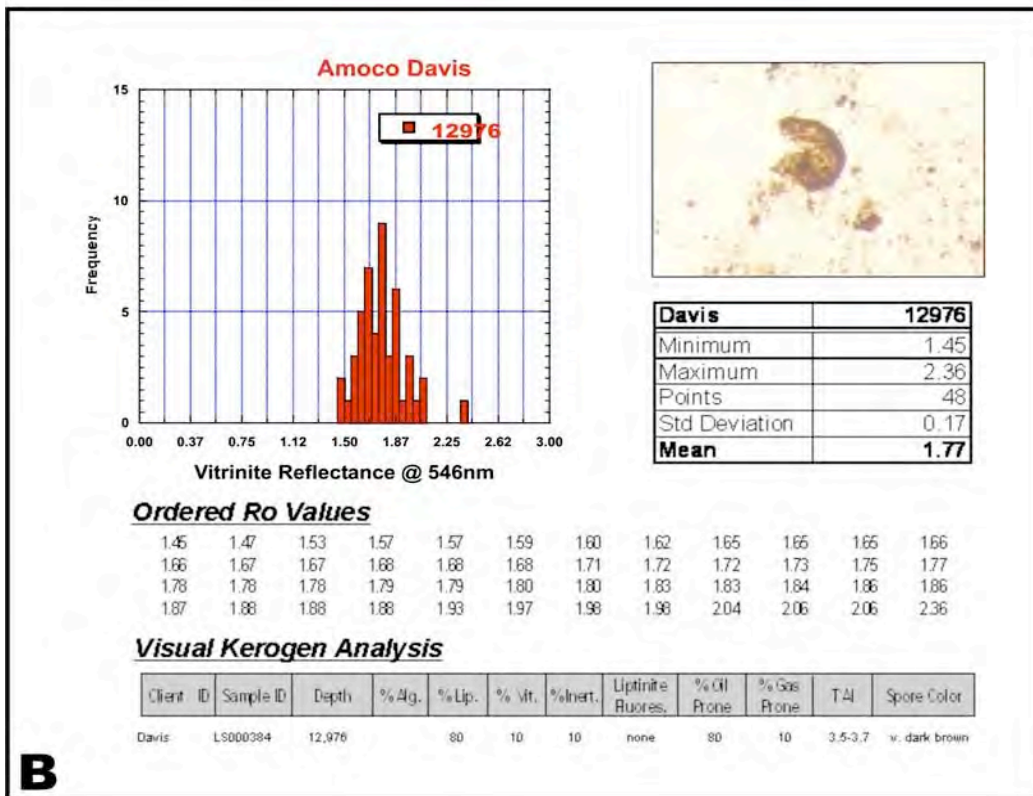 Amoco Davis
15
12976
10
Frequency
5
0
0.00 0.37 0.75 1.12 1.50 1.87 2.25 2.62 3.00
Vitrinite Reflectance @ 546nm
Davis 12976
Minimum 1.45
Maximum 2.36
Points 48
Std Deviation 0.17
Mean 1.77
Ordered Ro Values
1.45 1.47 1.53 1.57 1.57 1.59 1.60 1.62 1.65 1.65 1.65 1.66
1.66 1.67 1.67 1.68 1.68 1.68 1.71 1.72 1.72 1.73 1.75 1.77
1.78 1.78 1.78 1.79 1.79 1.80 1.80 1.83 1.83 1.84 1.86 1.86
1.87 1.88 1.88 1.88 1.93 1.97 1.98 1.98 2.04 2.06 2.06 2.36
Visual Kerogen Analysis
Client ID Sample ID Depth % Alg. % Lip. % Vit. % Inert. Liptinite Fluores. % Oil Prone % Gas Prone TAI Spore Color
Davis LS000384 12,976 80 10 10 none 80 10 3.5-3.7 v. dark brown
B